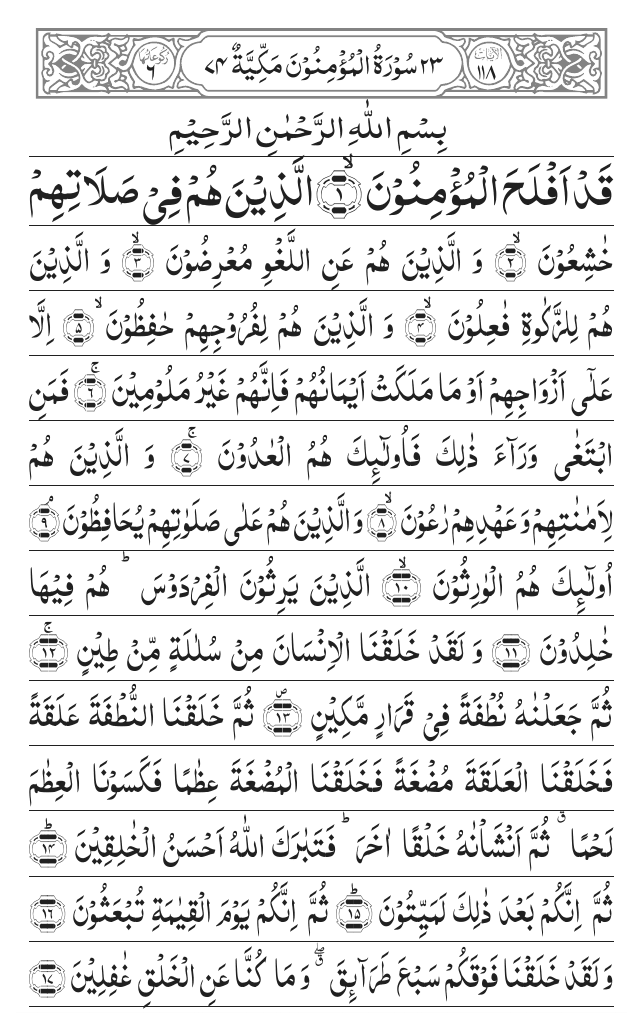 رکوعاتها ٦ ٢٣ سُوْرَةُ الْمُؤْمِنُوْنَ مَكِّيَّةٌ ٧٤ الآيات ١١٨
بِسْمِ اللّٰهِ الرَّحْمٰنِ الرَّحِيْمِ
قَدْ اَفْلَحَ الْمُؤْمِنُوْنَ ۙ﴿١﴾ الَّذِيْنَ هُمْ فِيْ صَلَاتِهِمْ
خٰشِعُوْنَ ۙ﴿٢﴾ وَ الَّذِيْنَ هُمْ عَنِ اللَّغْوِ مُعْرِضُوْنَ ۙ﴿٣﴾ وَ الَّذِيْنَ
هُمْ لِلزَّكٰوةِ فٰعِلُوْنَ ۙ﴿٤﴾ وَ الَّذِيْنَ هُمْ لِفُرُوْجِهِمْ حٰفِظُوْنَ ۙ﴿٥﴾ اِلَّا
عَلٰٓى اَزْوَاجِهِمْ اَوْ مَا مَلَكَتْ اَيْمَانُهُمْ فَاِنَّهُمْ غَيْرُ مَلُوْمِيْنَ ۚ﴿٦﴾ فَمَنِ
ابْتَغٰى وَرَآءَ ذٰلِكَ فَاُولٰٓئِكَ هُمُ الْعٰدُوْنَ ۚ﴿٧﴾ وَ الَّذِيْنَ هُمْ
لِاَمٰنٰتِهِمْ وَ عَهْدِهِمْ رٰعُوْنَ ۙ﴿٨﴾ وَ الَّذِيْنَ هُمْ عَلٰى صَلَوٰتِهِمْ يُحَافِظُوْنَ ۘ﴿٩﴾
اُولٰٓئِكَ هُمُ الْوٰرِثُوْنَ ۙ﴿١٠﴾ الَّذِيْنَ يَرِثُوْنَ الْفِرْدَوْسَ ؕ هُمْ فِيْهَا
خٰلِدُوْنَ ﴿١١﴾ وَ لَقَدْ خَلَقْنَا الْاِنْسَانَ مِنْ سُلٰلَةٍ مِّنْ طِيْنٍ ۚ﴿١٢﴾
ثُمَّ جَعَلْنٰهُ نُطْفَةً فِيْ قَرَارٍ مَّكِيْنٍ ۪﴿١٣﴾ ثُمَّ خَلَقْنَا النُّطْفَةَ عَلَقَةً
فَخَلَقْنَا الْعَلَقَةَ مُضْغَةً فَخَلَقْنَا الْمُضْغَةَ عِظٰمًا فَكَسَوْنَا الْعِظٰمَ
لَحْمًا ۗ ثُمَّ اَنْشَاْنٰهُ خَلْقًا اٰخَرَ ؕ فَتَبٰرَكَ اللّٰهُ اَحْسَنُ الْخٰلِقِيْنَ ؕ﴿١٤﴾
ثُمَّ اِنَّكُمْ بَعْدَ ذٰلِكَ لَمَيِّتُوْنَ ؕ﴿١٥﴾ ثُمَّ اِنَّكُمْ يَوْمَ الْقِيٰمَةِ تُبْعَثُوْنَ ﴿١٦﴾
وَ لَقَدْ خَلَقْنَا فَوْقَكُمْ سَبْعَ طَرَآئِقَ ۖۗ وَ مَا كُنَّا عَنِ الْخَلْقِ غٰفِلِيْنَ ﴿١٧﴾